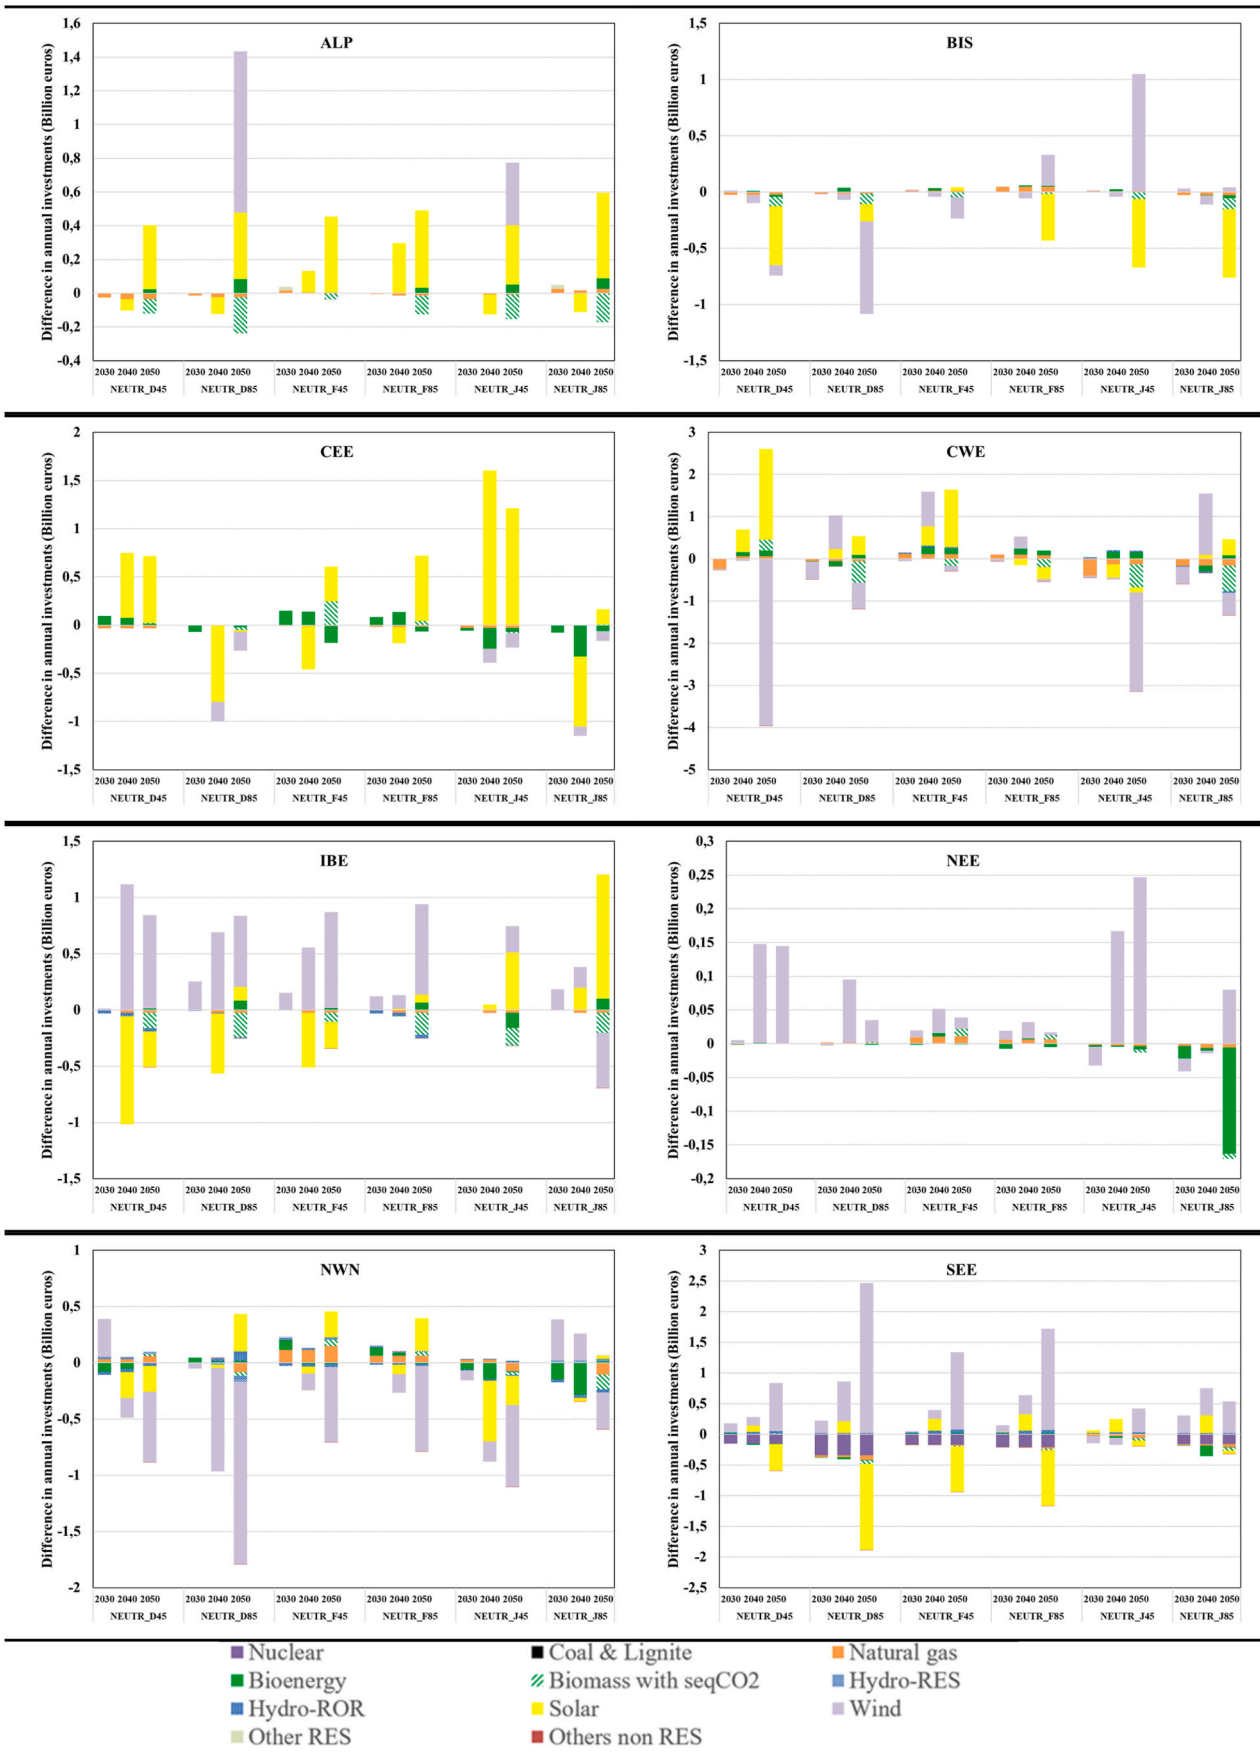 ALP
Difference in annual investments (Billion euros)
1,6
1,4
1,2
1
0,8
0,6
0,4
0,2
0
-0,2
-0,4
2030 2040 2050 2030 2040 2050 2030 2040 2050 2030 2040 2050 2030 2040 2050 2030 2040 2050
NEUTR_D45 NEUTR_D85 NEUTR_F45 NEUTR_F85 NEUTR_J45 NEUTR_J85
BIS
Difference in annual investments (Billion euros)
1,5
1
0,5
0
-0,5
-1
-1,5
2030 2040 2050 2030 2040 2050 2030 2040 2050 2030 2040 2050 2030 2040 2050 2030 2040 2050
NEUTR_D45 NEUTR_D85 NEUTR_F45 NEUTR_F85 NEUTR_J45 NEUTR_J85
CEE
Difference in annual investments (Billion euros)
2
1,5
1
0,5
0
-0,5
-1
-1,5
2030 2040 2050 2030 2040 2050 2030 2040 2050 2030 2040 2050 2030 2040 2050 2030 2040 2050
NEUTR_D45 NEUTR_D85 NEUTR_F45 NEUTR_F85 NEUTR_J45 NEUTR_J85
CWE
Difference in annual investments (Billion euros)
3
2
1
0
-1
-2
-3
-4
-5
2030 2040 2050 2030 2040 2050 2030 2040 2050 2030 2040 2050 2030 2040 2050 2030 2040 2050
NEUTR_D45 NEUTR_D85 NEUTR_F45 NEUTR_F85 NEUTR_J45 NEUTR_J85
IBE
Difference in annual investments (Billion euros)
1,5
1
0,5
0
-0,5
-1
-1,5
2030 2040 2050 2030 2040 2050 2030 2040 2050 2030 2040 2050 2030 2040 2050 2030 2040 2050
NEUTR_D45 NEUTR_D85 NEUTR_F45 NEUTR_F85 NEUTR_J45 NEUTR_J85
NEE
Difference in annual investments (Billion euros)
0,3
0,25
0,2
0,15
0,1
0,05
0
-0,05
-0,1
-0,15
-0,2
2030 2040 2050 2030 2040 2050 2030 2040 2050 2030 2040 2050 2030 2040 2050 2030 2040 2050
NEUTR_D45 NEUTR_D85 NEUTR_F45 NEUTR_F85 NEUTR_J45 NEUTR_J85
NWN
Difference in annual investments (Billion euros)
1
0,5
0
-0,5
-1
-1,5
-2
2030 2040 2050 2030 2040 2050 2030 2040 2050 2030 2040 2050 2030 2040 2050 2030 2040 2050
NEUTR_D45 NEUTR_D85 NEUTR_F45 NEUTR_F85 NEUTR_J45 NEUTR_J85
SEE
Difference in annual investments (Billion euros)
3
2,5
2
1,5
1
0,5
0
-0,5
-1
-1,5
-2
-2,5
2030 2040 2050 2030 2040 2050 2030 2040 2050 2030 2040 2050 2030 2040 2050 2030 2040 2050
NEUTR_D45 NEUTR_D85 NEUTR_F45 NEUTR_F85 NEUTR_J45 NEUTR_J85
Nuclear Coal & Lignite Natural gas
Bioenergy Biomass with seqCO2 Hydro-RES
Hydro-ROR Solar Wind
Other RES Others non RES